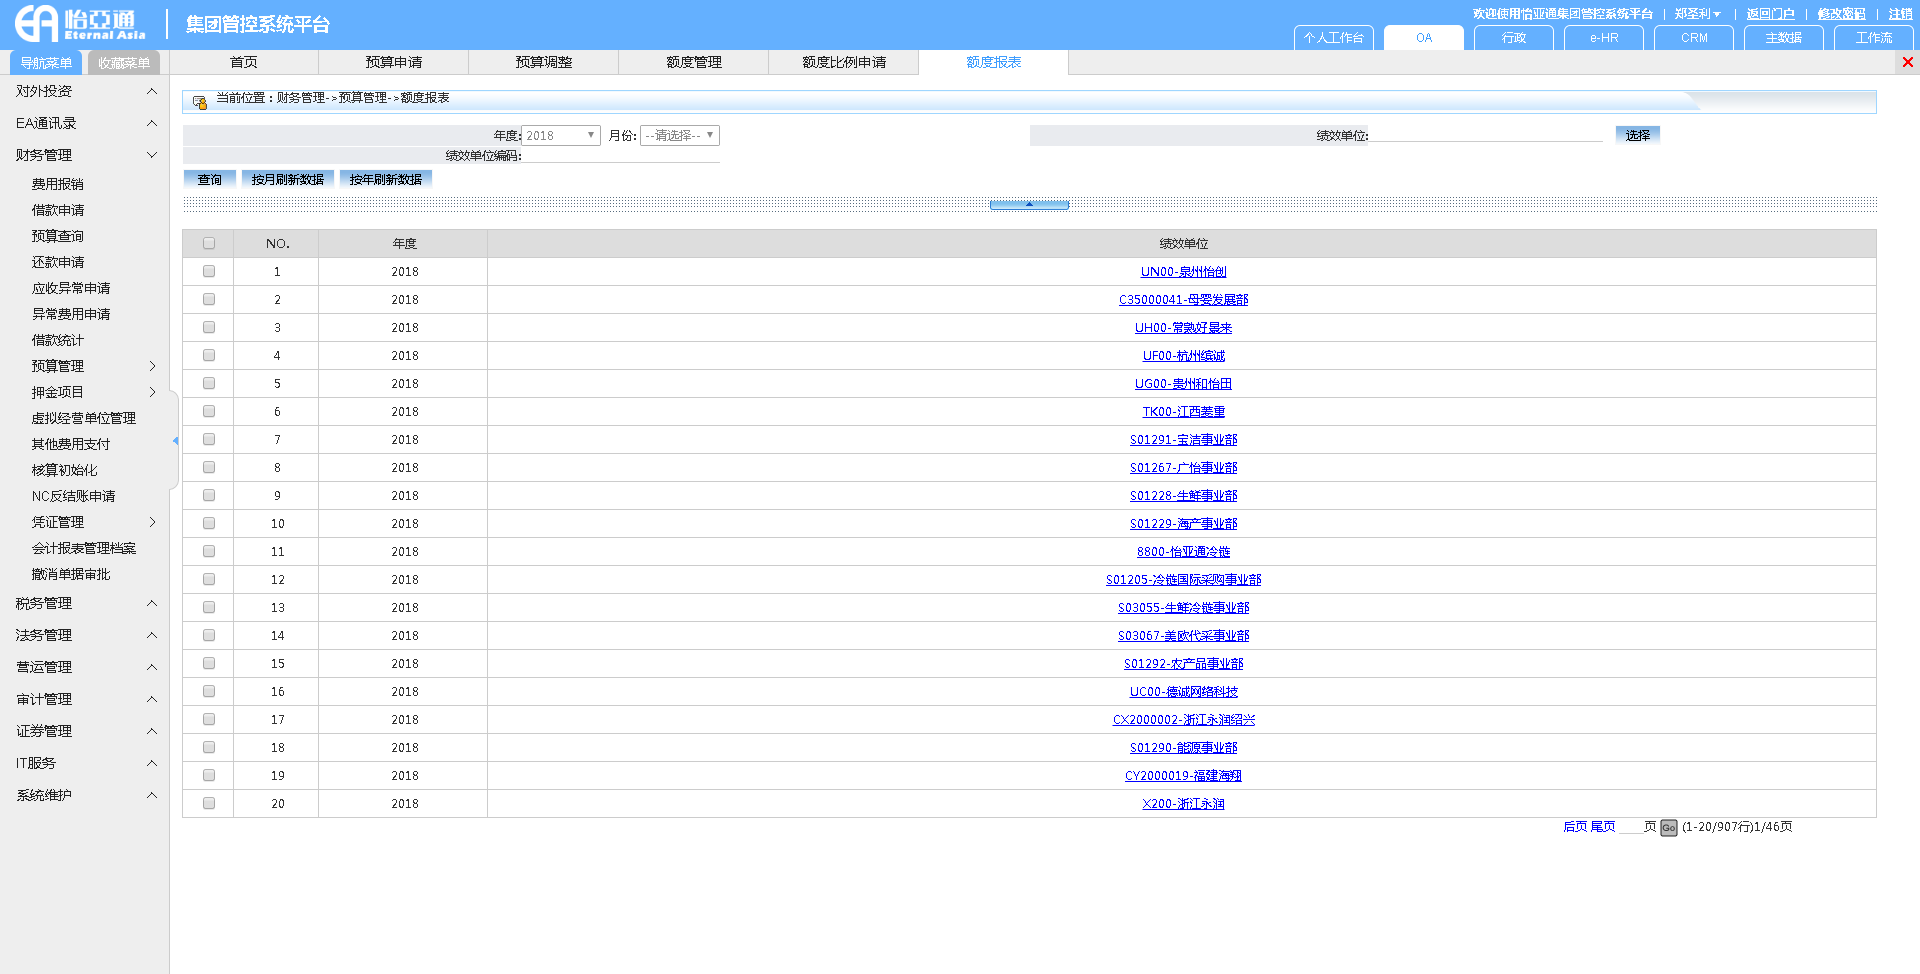 怡亞通 Eternal Asia
集团管控系统平台
欢迎使用怡亚通集团管控系统平台 | 郑圣利▼ | 返回门户 | 修改密码 | 注销
个人工作台 OA 行政 e-HR CRM 主数据 工作流
导航菜单 收藏菜单
首页 预算申请 预算调整 额度管理 额度比例申请 额度报表
对外投资
EA通讯录
财务管理
费用报销
借款申请
预算查询
还款申请
应收异常申请
异常费用申请
借款统计
预算管理
押金项目
虚拟经营单位管理
其他费用支付
核算初始化
NC反结账申请
凭证管理
会计报表管理档案
撤消单据审批
税务管理
法务管理
营运管理
审计管理
证券管理
IT服务
系统维护
当前位置：财务管理->预算管理->额度报表
年度: 2018 月份: --请选择-- 绩效单位: 选择
绩效单位编码:
查询 按月刷新数据 按年刷新数据
NO. 年度 绩效单位
1 2018 UN00-泉州怡创
2 2018 C35000041-母婴发展部
3 2018 UH00-常熟好景来
4 2018 UF00-杭州缤诚
5 2018 UG00-贵州和怡田
6 2018 TK00-江西菱重
7 2018 S01291-宝洁事业部
8 2018 S01267-广怡事业部
9 2018 S01228-生鲜事业部
10 2018 S01229-海产事业部
11 2018 8800-怡亚通冷链
12 2018 S01205-冷链国际采购事业部
13 2018 S03055-生鲜冷链事业部
14 2018 S03067-美欧代采事业部
15 2018 S01292-农产品事业部
16 2018 UC00-德诚网络科技
17 2018 CX2000002-浙江永润绍兴
18 2018 S01290-能源事业部
19 2018 CY2000019-福建海翔
20 2018 X200-浙江永润
后页 尾页 页 Go (1-20/907行)1/46页